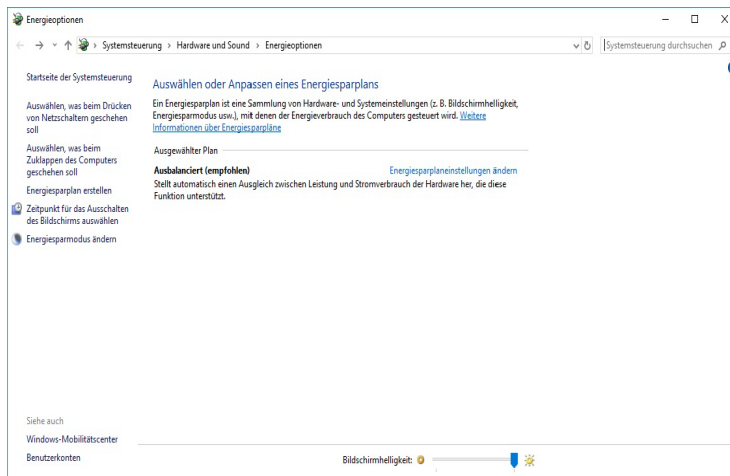 Energieoptionen
Systemsteuerung > Hardware und Sound > Energieoptionen
Systemsteuerung durchsuchen
Startseite der Systemsteuerung
Auswählen, was beim Drücken
von Netzschaltern geschehen
soll
Auswählen, was beim
Zuklappen des Computers
geschehen soll
Energiesparplan erstellen
Zeitpunkt für das Ausschalten
des Bildschirms auswählen
Energiesparmodus ändern
Auswählen oder Anpassen eines Energiesparplans
Ein Energiesparplan ist eine Sammlung von Hardware- und Systemeinstellungen (z. B. Bildschirmhelligkeit,
Energiesparmodus usw.), mit denen der Energieverbrauch des Computers gesteuert wird. Weitere
Informationen über Energiesparpläne
Ausgewählter Plan
Ausbalanciert (empfohlen)
Energiesparplaneinstellungen ändern
Stellt automatisch einen Ausgleich zwischen Leistung und Stromverbrauch der Hardware her, die diese
Funktion unterstützt.
Siehe auch
Windows-Mobilitätscenter
Benutzerkonten
Bildschirmhelligkeit: